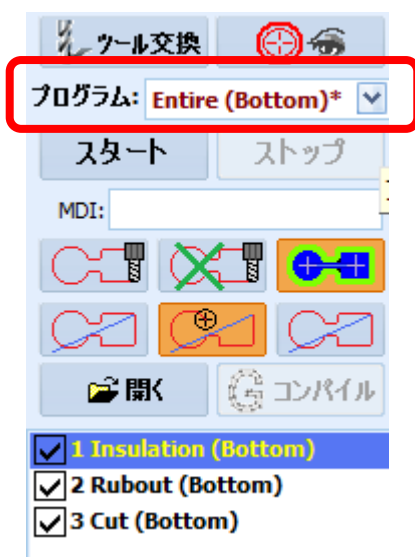 ツール交換
プログラム: Entire (Bottom)*
スタート ストップ
MDI:
開く コンパイル
1 Insulation (Bottom)
2 Rubout (Bottom)
3 Cut (Bottom)